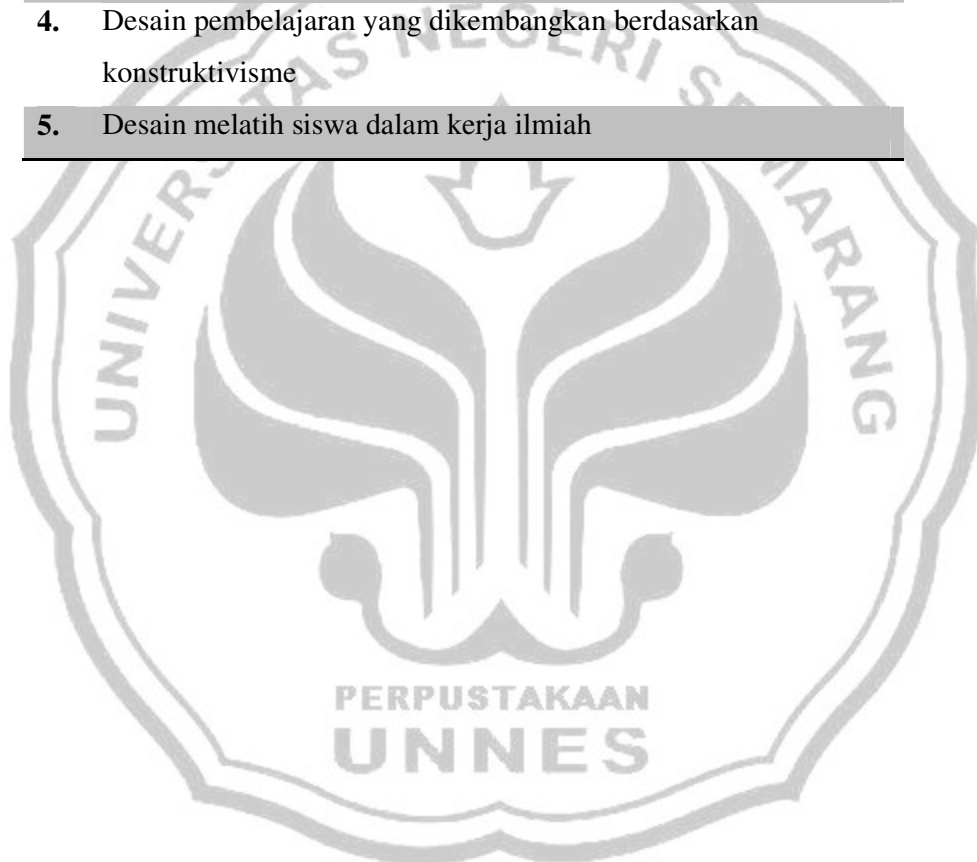 4. Desain pembelajaran yang dikembangkan berdasarkan
konstruktivisme
5. Desain melatih siswa dalam kerja ilmiah
UNIVERSITAS NEGERI SEMARANG
PERPUSTAKAAN
UNNES